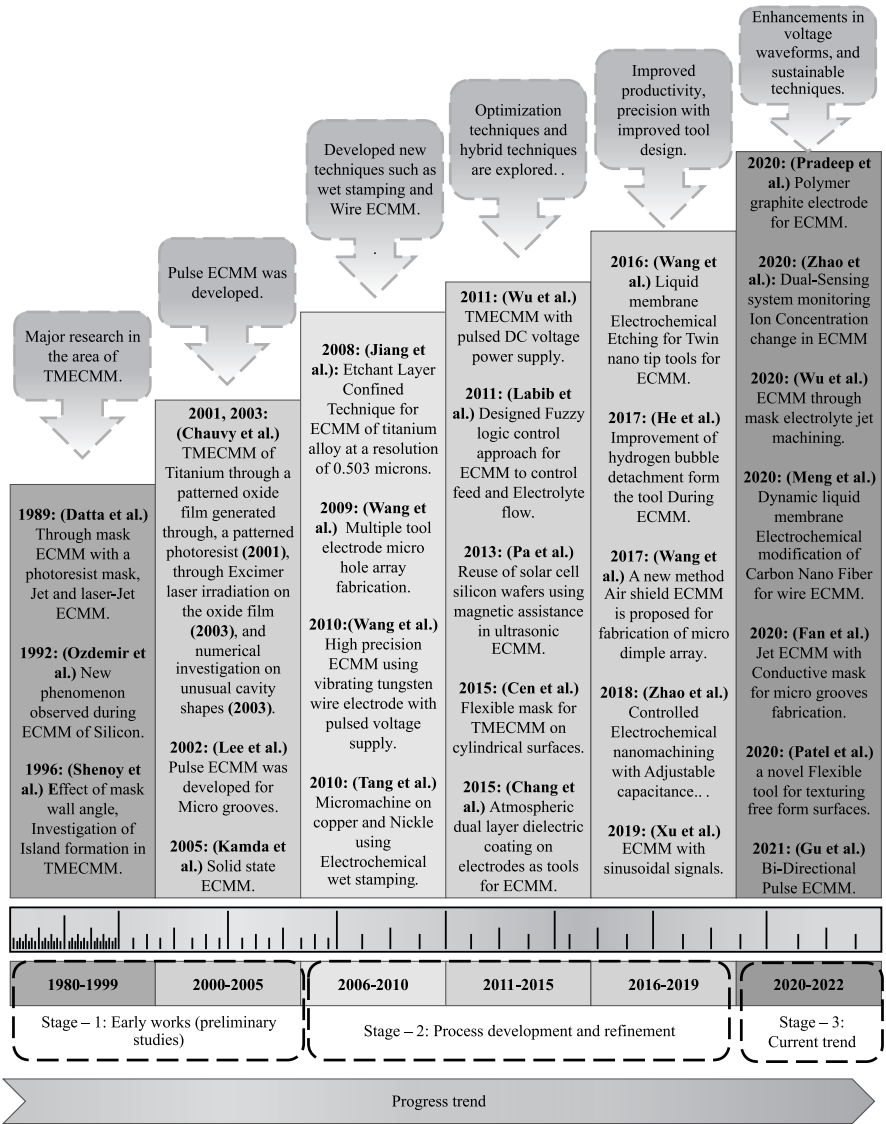 Major research in
the area of
TMECMM.
1989: (Datta et al.)
Through mask
ECMM with a
photoresist mask,
Jet and laser-Jet
ECMM.
1992: (Ozdemir et
al.) New
phenomenon
observed during
ECMM of Silicon.
1996: (Shenoy et
al.) Effect of mask
wall angle,
Investigation of
Island formation in
TMECMM.
Pulse ECMM was
developed.
2001, 2003:
(Chauvy et al.)
TMECMM of
Titanium through a
patterned oxide
film generated
through, a patterned
photoresist (2001),
through Excimer
laser irradiation on
the oxide film
(2003), and
numerical
investigation on
unusual cavity
shapes (2003).
2002: (Lee et al.)
Pulse ECMM was
developed for
Micro grooves.
2005: (Kamda et
al.) Solid state
ECMM.
Developed new
techniques such as
wet stamping and
Wire ECMM.
.
2008: (Jiang et
al.): Etchant Layer
Confined
Technique for
ECMM of titanium
alloy at a resolution
of 0.503 microns.
2009: (Wang et
al.) Multiple tool
electrode micro
hole array
fabrication.
2010:(Wang et al.)
High precision
ECMM using
vibrating tungsten
wire electrode with
pulsed voltage
supply.
2010: (Tang et al.)
Micromachine on
copper and Nickle
using
Electrochemical
wet stamping.
Optimization
techniques and
hybrid techniques
are explored. .
2011: (Wu et al.)
TMECMM with
pulsed DC voltage
power supply.
2011: (Labib et
al.) Designed Fuzzy
logic control
approach for
ECMM to control
feed and Electrolyte
flow.
2013: (Pa et al.)
Reuse of solar cell
silicon wafers using
magnetic assistance
in ultrasonic
ECMM.
2015: (Cen et al.)
Flexible mask for
TMECMM on
cylindrical surfaces.
2015: (Chang et
al.) Atmospheric
dual layer dielectric
coating on
electrodes as tools
for ECMM.
Improved
productivity,
precision with
improved tool
design.
2016: (Wang et
al.) Liquid
membrane
Electrochemical
Etching for Twin
nano tip tools for
ECMM.
2017: (He et al.)
Improvement of
hydrogen bubble
detachment form
the tool During
ECMM.
2017: (Wang et
al.) A new method
Air shield ECMM
is proposed for
fabrication of micro
dimple array.
2018: (Zhao et al.)
Controlled
Electrochemical
nanomachining
with Adjustable
capacitance.. .
2019: (Xu et al.)
ECMM with
sinusoidal signals.
Enhancements in
voltage
waveforms, and
sustainable
techniques.
2020: (Pradeep et
al.) Polymer
graphite electrode
for ECMM.
2020: (Zhao et
al.): Dual-Sensing
system monitoring
Ion Concentration
change in ECMM
2020: (Wu et al.)
ECMM through
mask electrolyte jet
machining.
2020: (Meng et al.)
Dynamic liquid
membrane
Electrochemical
modification of
Carbon Nano Fiber
for wire ECMM.
2020: (Fan et al.)
Jet ECMM with
Conductive mask
for micro grooves
fabrication.
2020: (Patel et al.)
a novel Flexible
tool for texturing
free form surfaces.
2021: (Gu et al.)
Bi-Directional
Pulse ECMM.
1980-1999
2000-2005
2006-2010
2011-2015
2016-2019
2020-2022
Stage – 1: Early works (preliminary
studies)
Stage – 2: Process development and refinement
Stage – 3:
Current trend
Progress trend